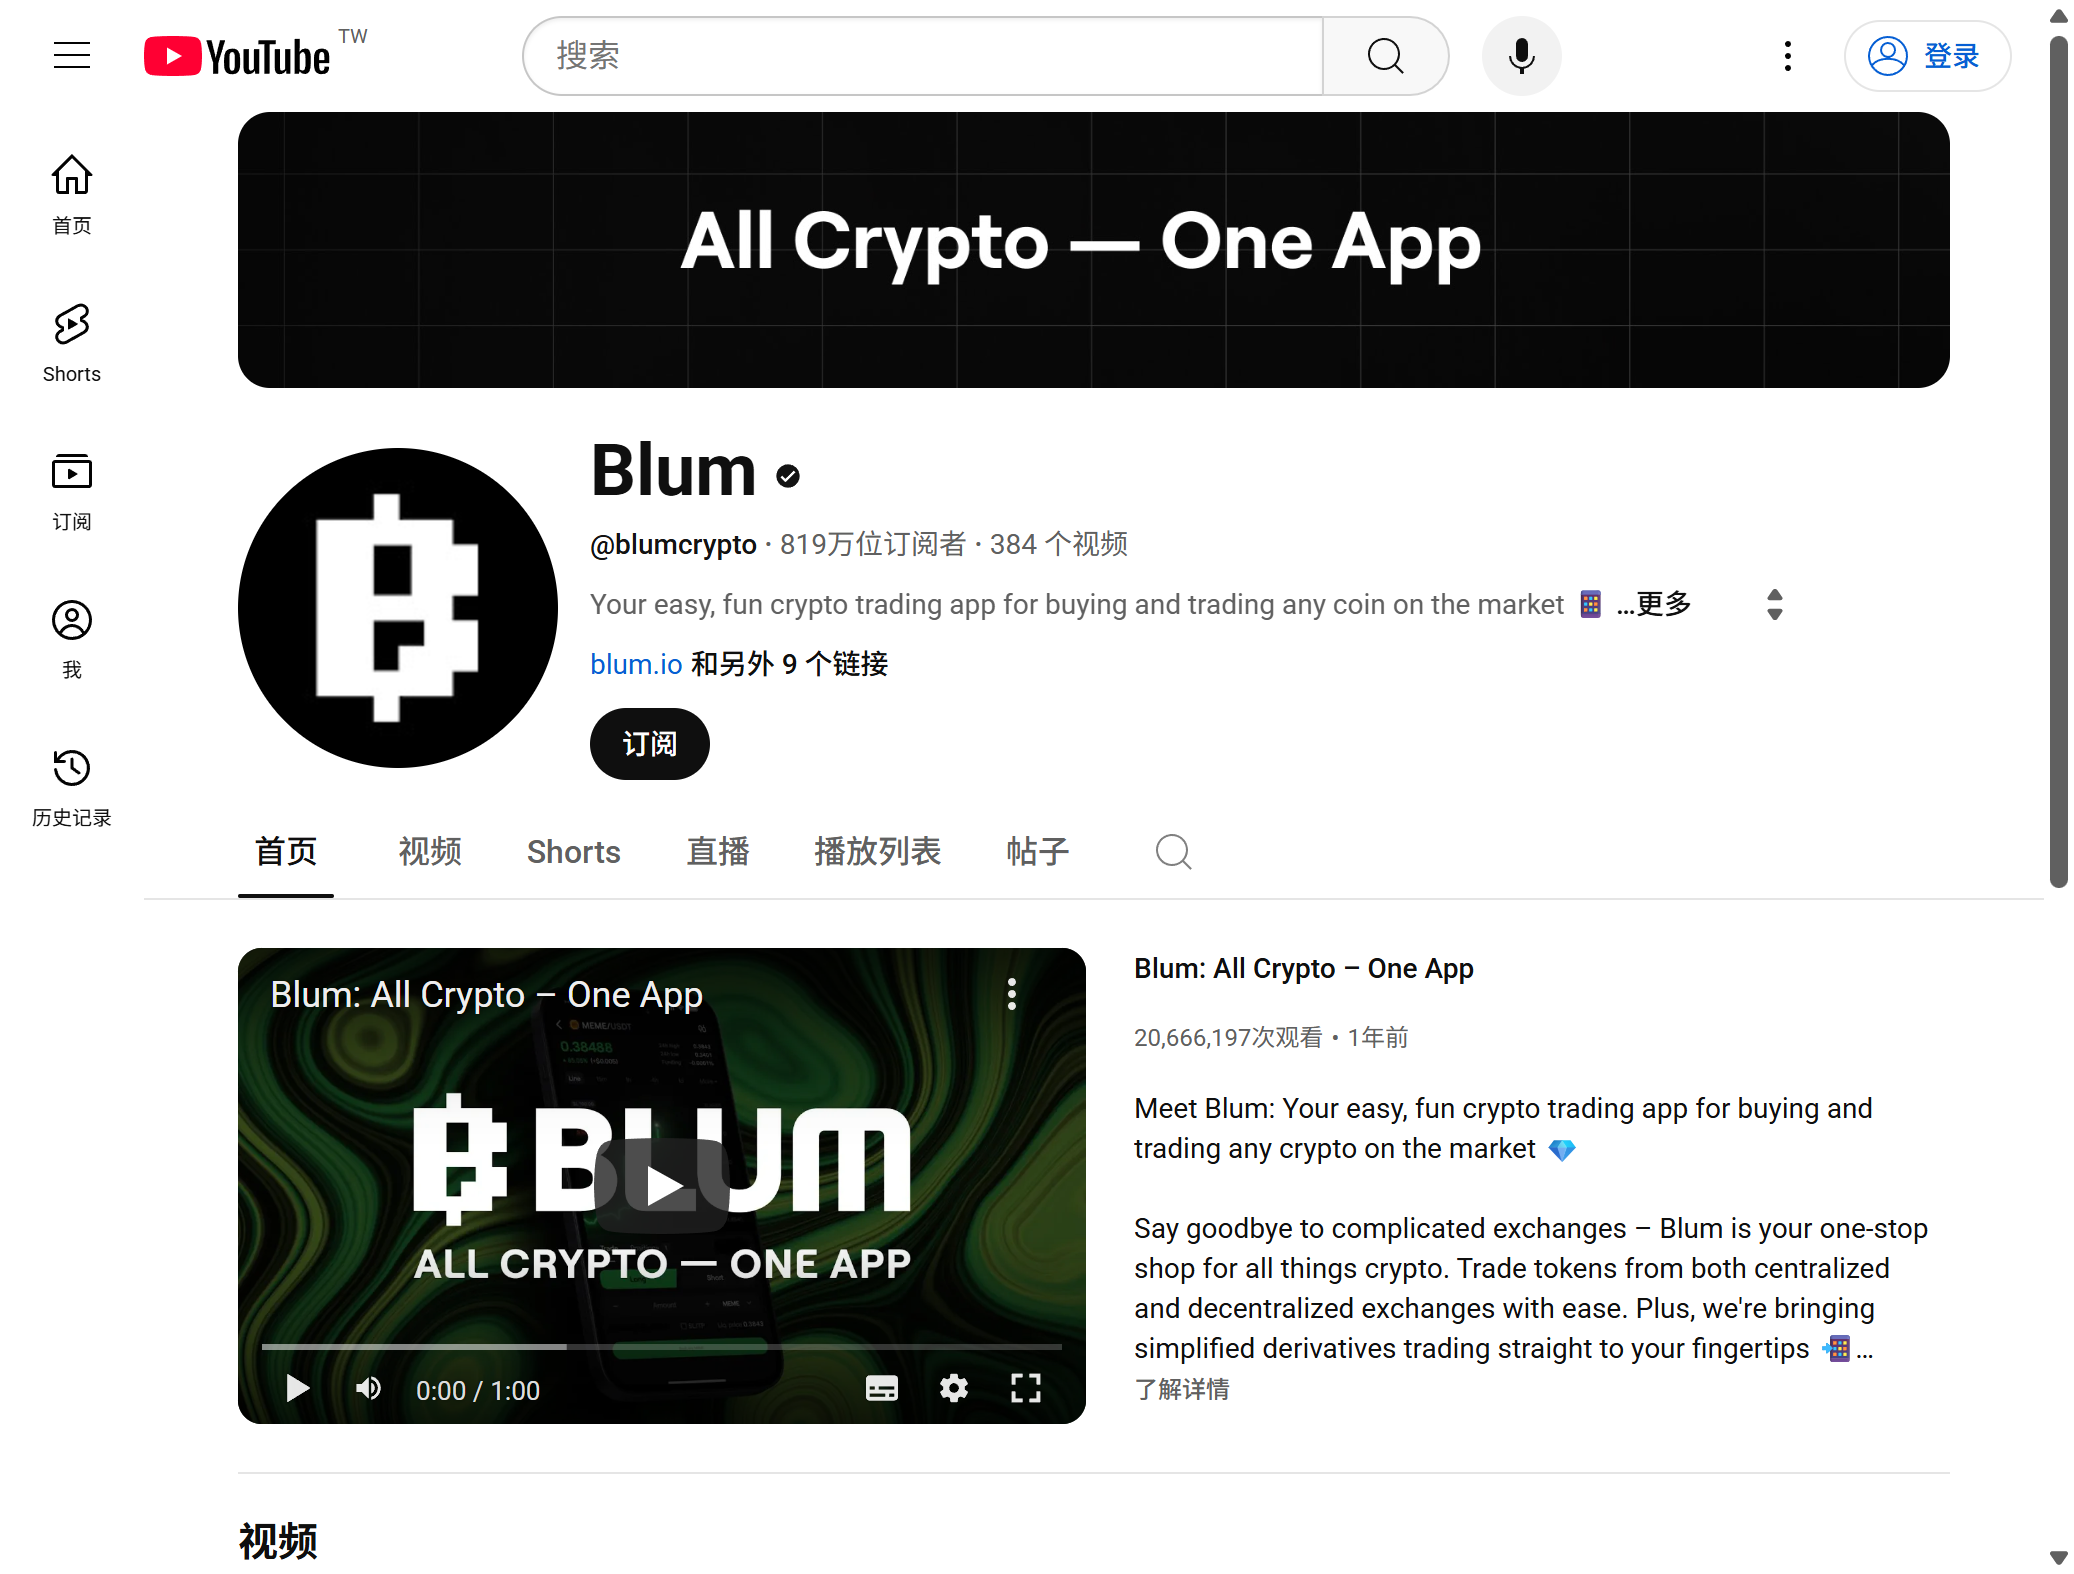 YouTube TW
搜索
登录
首页
Shorts
订阅
我
历史记录
All Crypto — One App
Blum
@blumcrypto · 819万位订阅者 · 384 个视频
Your easy, fun crypto trading app for buying and trading any coin on the market ...更多
blum.io 和另外 9 个链接
订阅
首页 视频 Shorts 直播 播放列表 帖子
Blum: All Crypto – One App
MEME/USDT
0.38488
BLUM
ALL CRYPTO — ONE APP
0:00 / 1:00
Blum: All Crypto – One App
20,666,197次观看 • 1年前
Meet Blum: Your easy, fun crypto trading app for buying and
trading any crypto on the market
Say goodbye to complicated exchanges – Blum is your one-stop
shop for all things crypto. Trade tokens from both centralized
and decentralized exchanges with ease. Plus, we're bringing
simplified derivatives trading straight to your fingertips ...
了解详情
视频